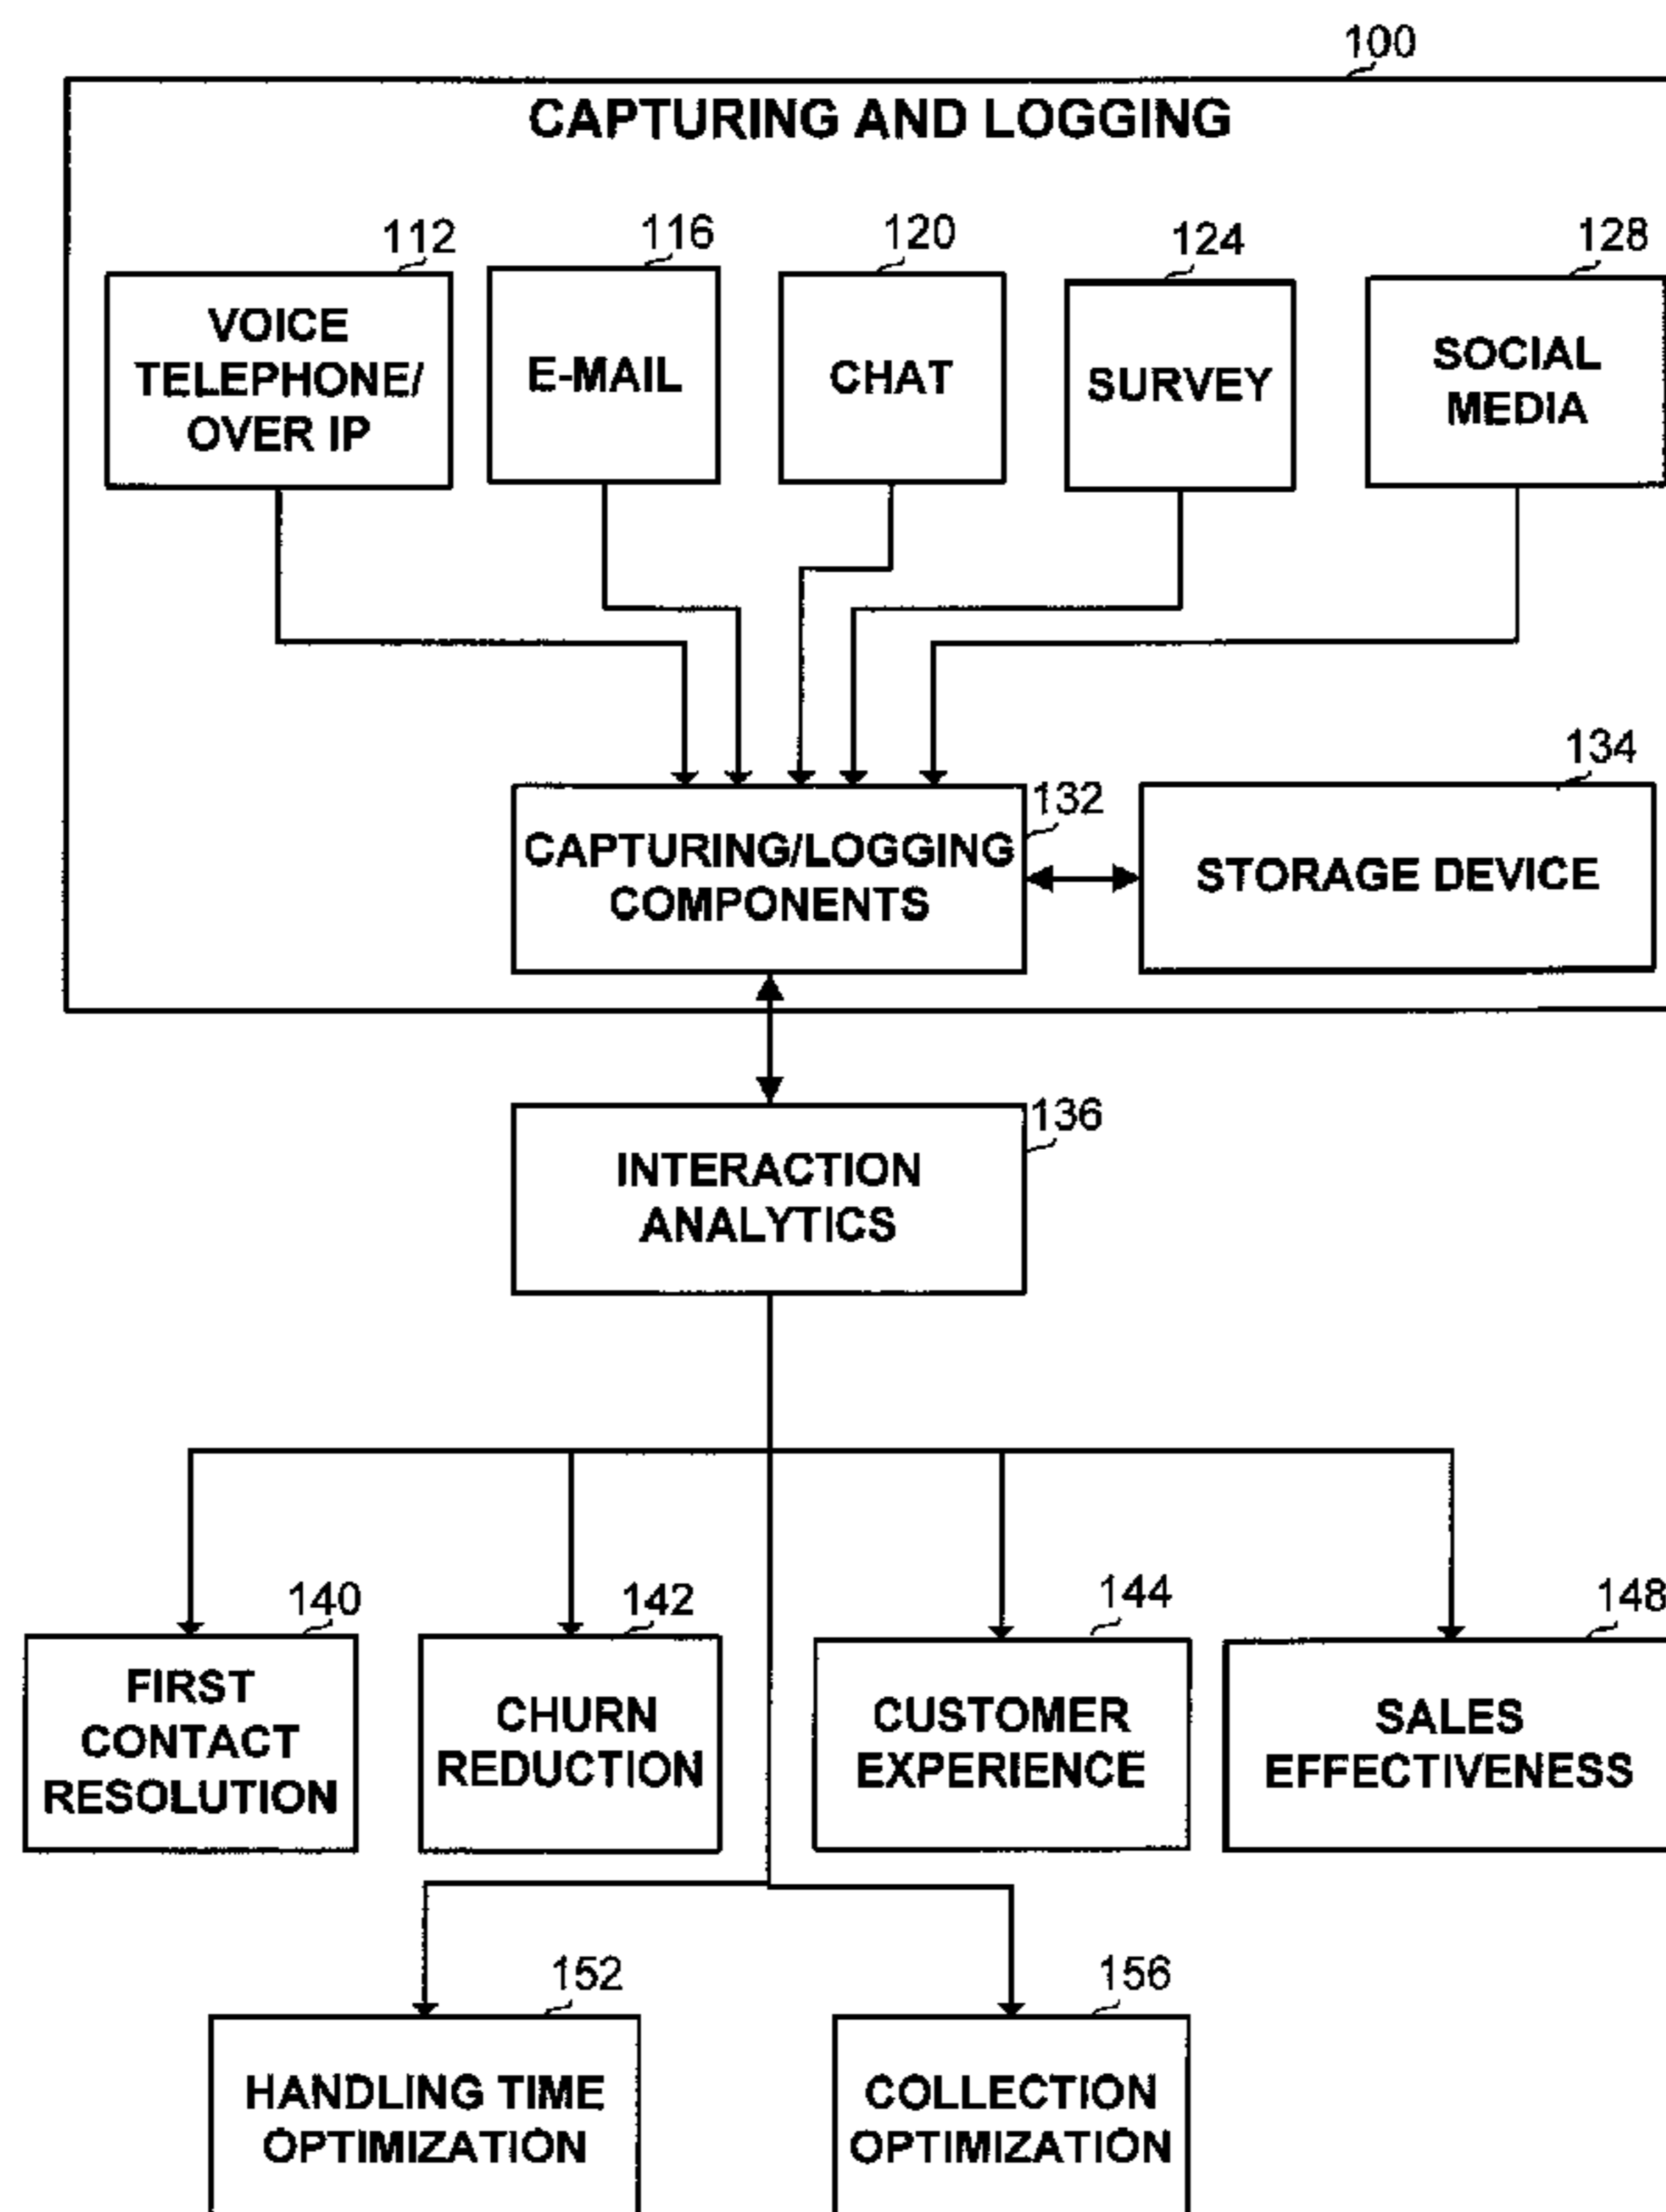 100
CAPTURING AND LOGGING
112
116
120
124
128
VOICE
TELEPHONE/
OVER IP
E-MAIL
CHAT
SURVEY
SOCIAL
MEDIA
132
134
CAPTURING/LOGGING
COMPONENTS
STORAGE DEVICE
136
INTERACTION
ANALYTICS
140
142
144
148
FIRST
CONTACT
RESOLUTION
CHURN
REDUCTION
CUSTOMER
EXPERIENCE
SALES
EFFECTIVENESS
152
156
HANDLING TIME
OPTIMIZATION
COLLECTION
OPTIMIZATION